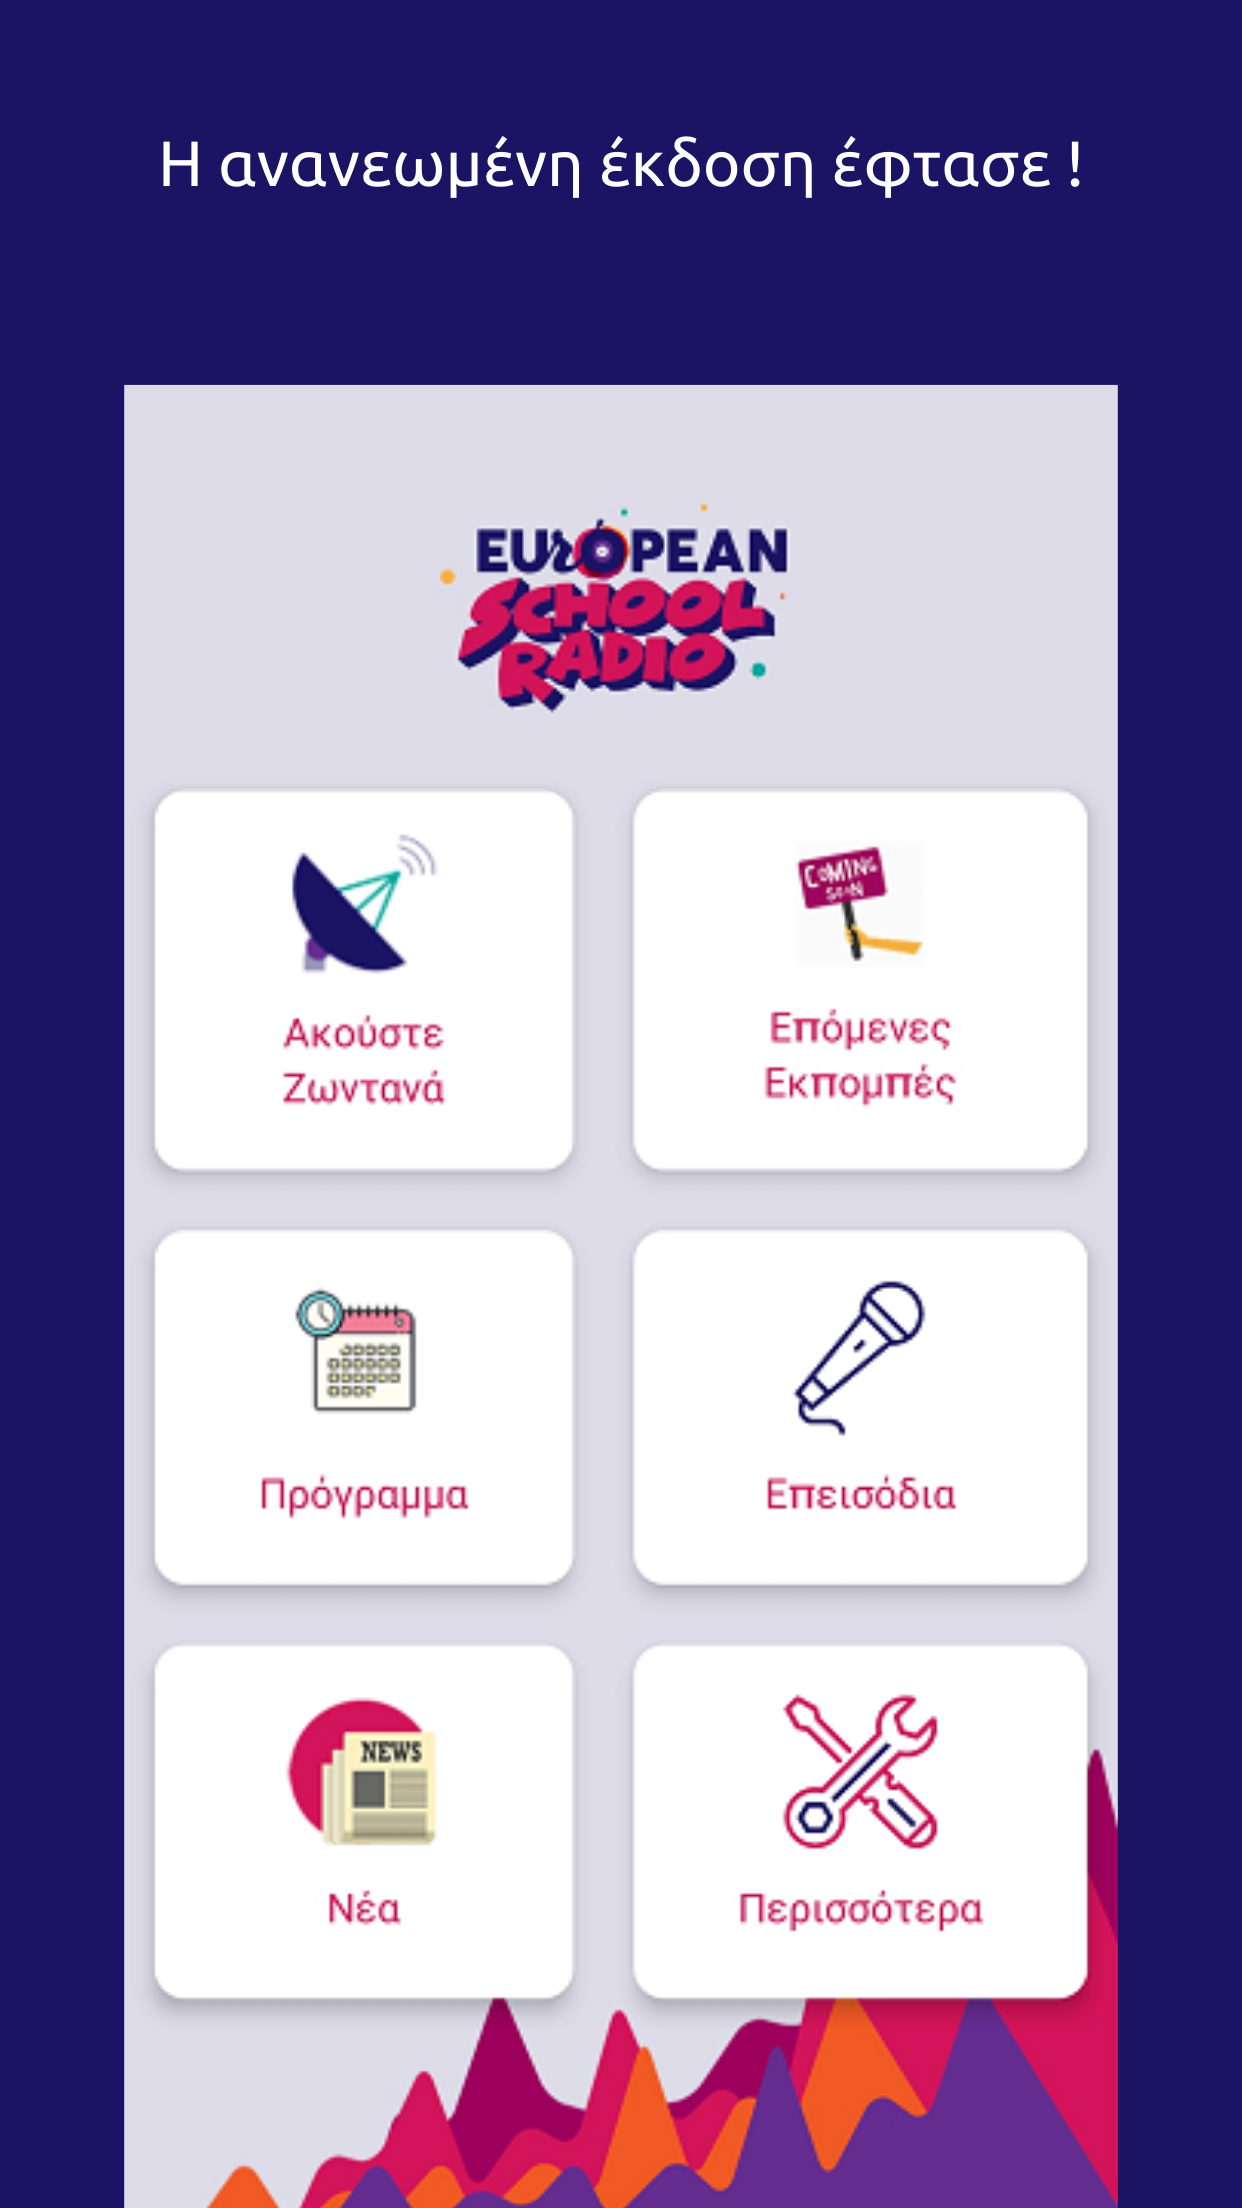 Η ανανεωμένη έκδοση έφτασε !
EUrOPEAN
SCHOOL
RADIO
Ακούστε
Ζωντανά
COMING
SOON
Επόμενες
Εκπομπές
Πρόγραμμα
Επεισόδια
NEWS
Νέα
Περισσότερα